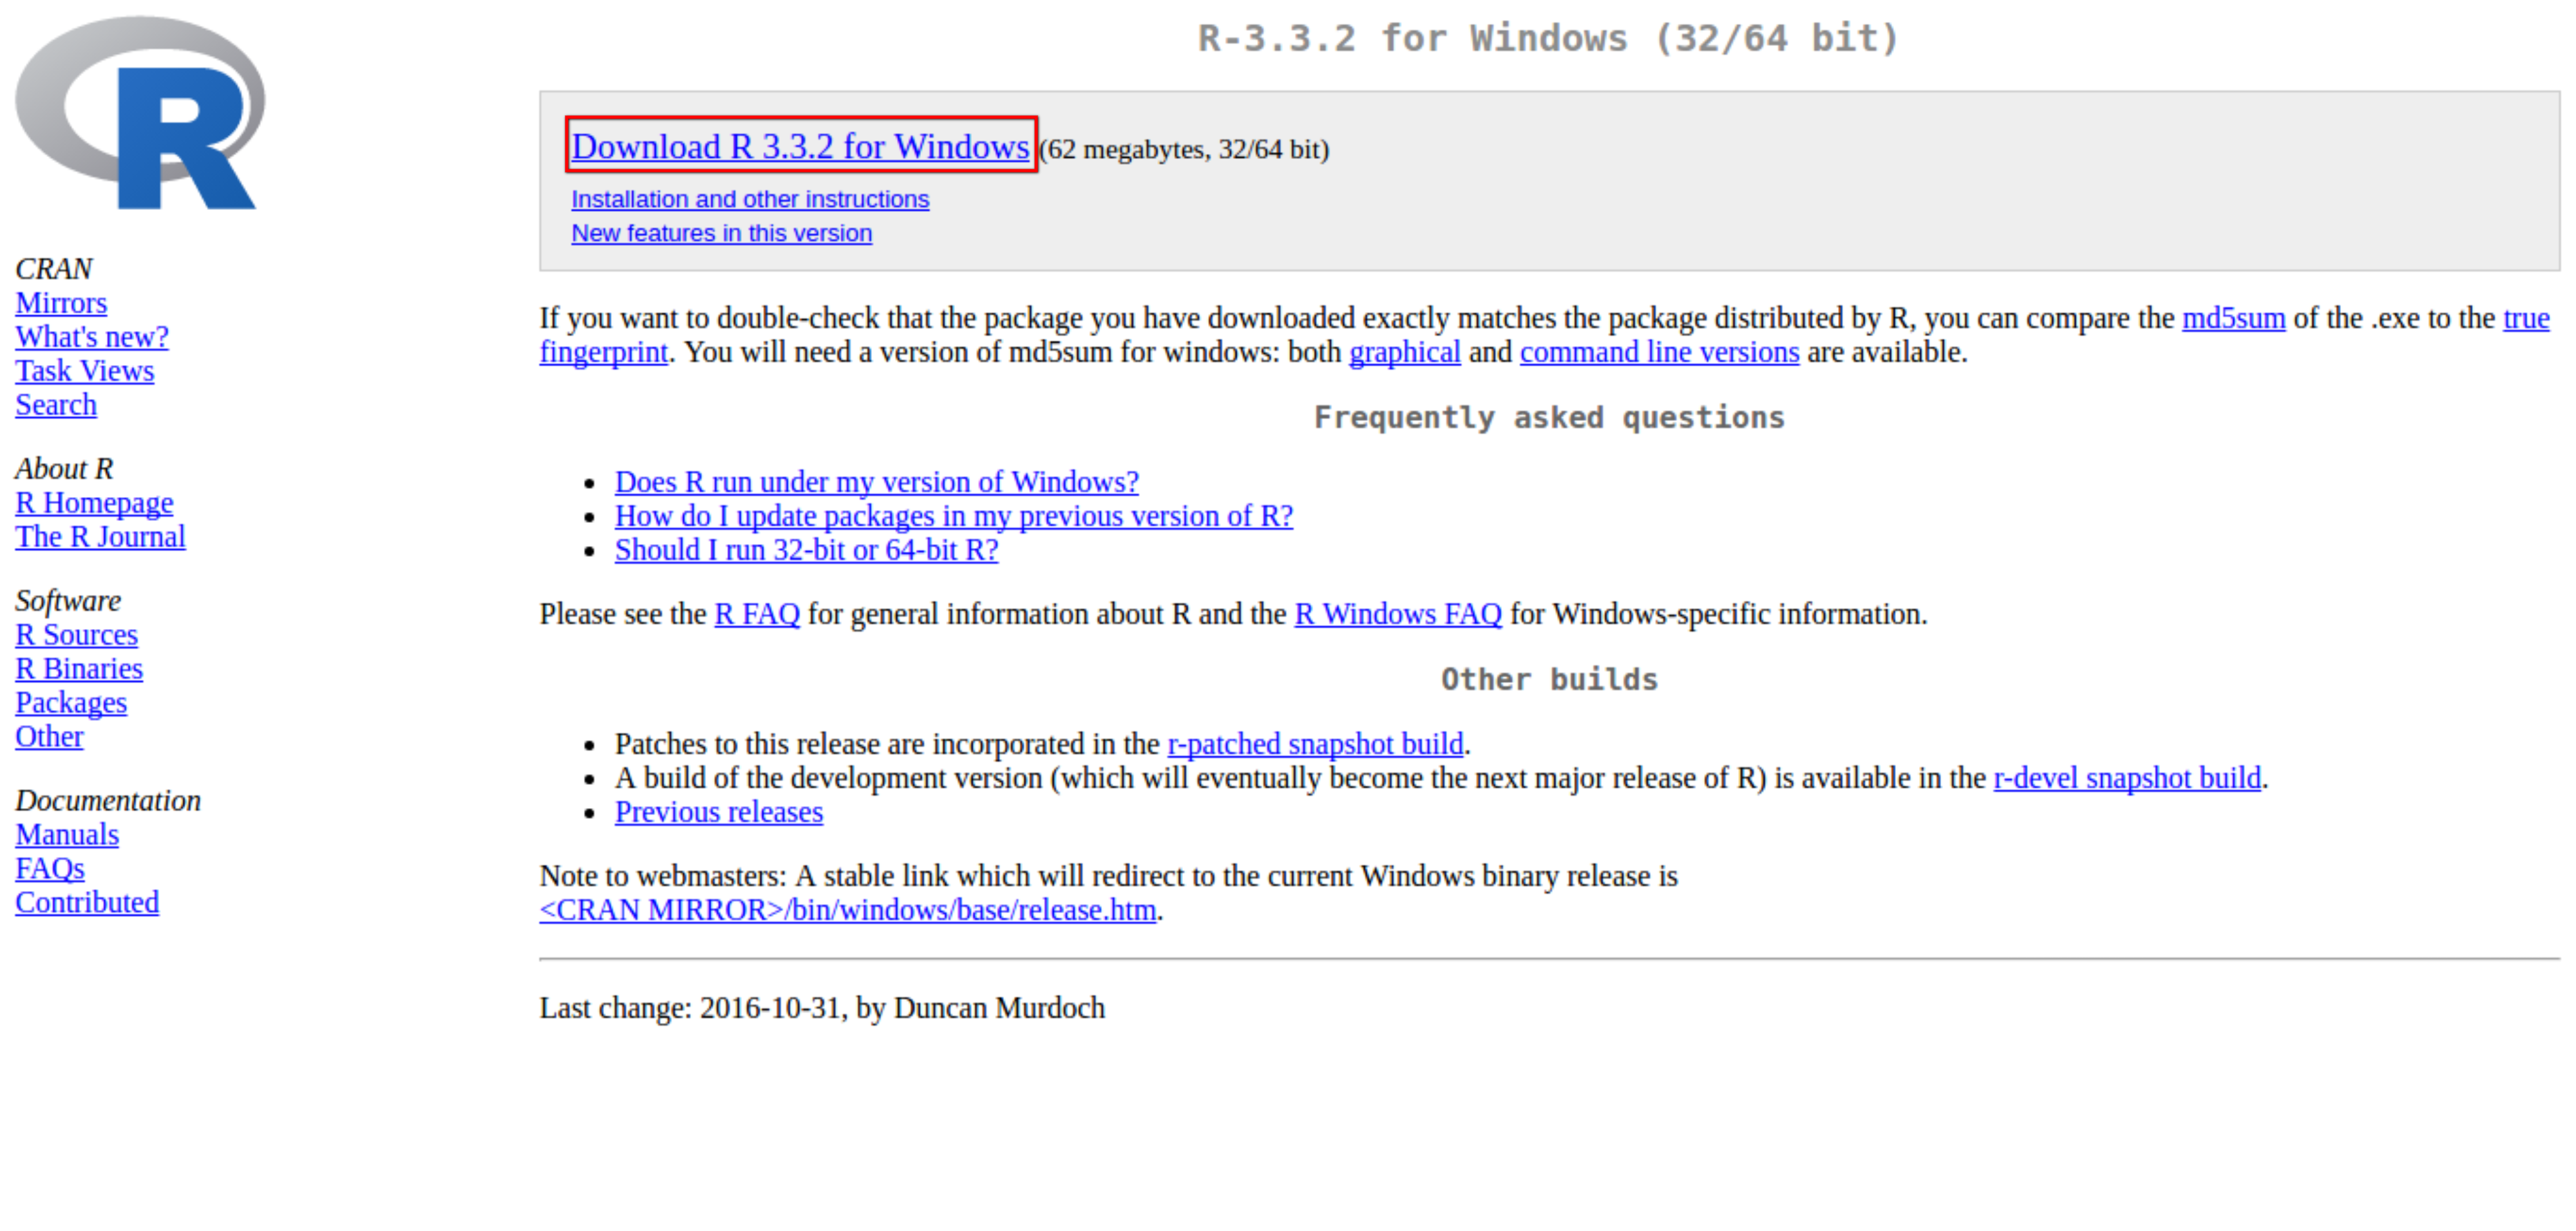 R
CRAN
Mirrors
What's new?
Task Views
Search
About R
R Homepage
The R Journal
Software
R Sources
R Binaries
Packages
Other
Documentation
Manuals
FAQs
Contributed
R-3.3.2 for Windows (32/64 bit)
Download R 3.3.2 for Windows (62 megabytes, 32/64 bit)
Installation and other instructions
New features in this version
If you want to double-check that the package you have downloaded exactly matches the package distributed by R, you can compare the md5sum of the .exe to the true
fingerprint. You will need a version of md5sum for windows: both graphical and command line versions are available.
Frequently asked questions
• Does R run under my version of Windows?
• How do I update packages in my previous version of R?
• Should I run 32-bit or 64-bit R?
Please see the R FAQ for general information about R and the R Windows FAQ for Windows-specific information.
Other builds
• Patches to this release are incorporated in the r-patched snapshot build.
• A build of the development version (which will eventually become the next major release of R) is available in the r-devel snapshot build.
• Previous releases
Note to webmasters: A stable link which will redirect to the current Windows binary release is
<CRAN MIRROR>/bin/windows/base/release.htm.
Last change: 2016-10-31, by Duncan Murdoch